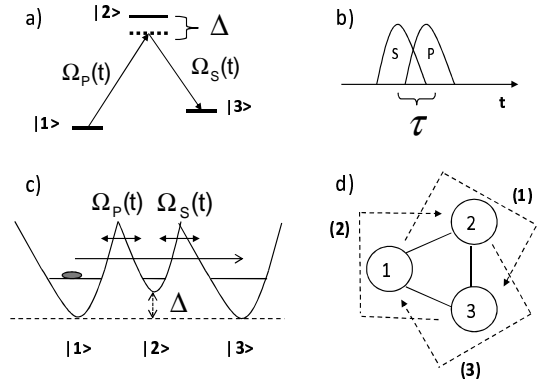 a)
|2>
Δ
Ω_P(t)
Ω_S(t)
|1>
|3>
b)
S
P
t
τ
c)
Ω_P(t)
Ω_S(t)
Δ
|1>
|2>
|3>
d)
(1)
(2)
2
1
3
(3)